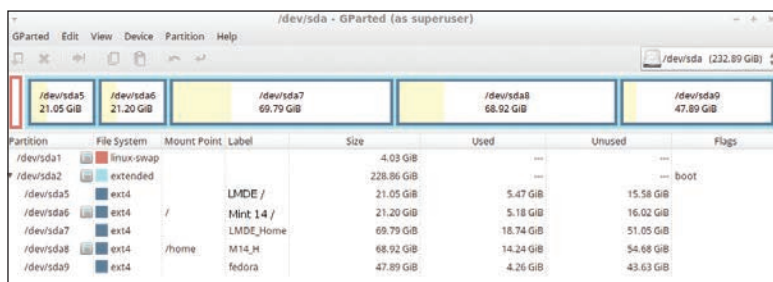 /dev/sda - GParted (as superuser)
GParted Edit View Device Partition Help
/dev/sda (232.89 GiB)
/dev/sda5 /dev/sda6 /dev/sda7 /dev/sda8 /dev/sda9
21.05 GiB 21.20 GiB 69.79 GiB 68.92 GiB 47.89 GiB
Partition File System Mount Point Label Size Used Unused Flags
/dev/sda1 linux-swap 4.03 GiB --- ---
/dev/sda2 extended 228.86 GiB --- --- boot
/dev/sda5 ext4 LMDE / 21.05 GiB 5.47 GiB 15.58 GiB
/dev/sda6 ext4 / Mint 14 / 21.20 GiB 5.18 GiB 16.02 GiB
/dev/sda7 ext4 LMDE_Home 69.79 GiB 18.74 GiB 51.05 GiB
/dev/sda8 ext4 /home M14_H 68.92 GiB 14.24 GiB 54.68 GiB
/dev/sda9 ext4 fedora 47.89 GiB 4.26 GiB 43.63 GiB